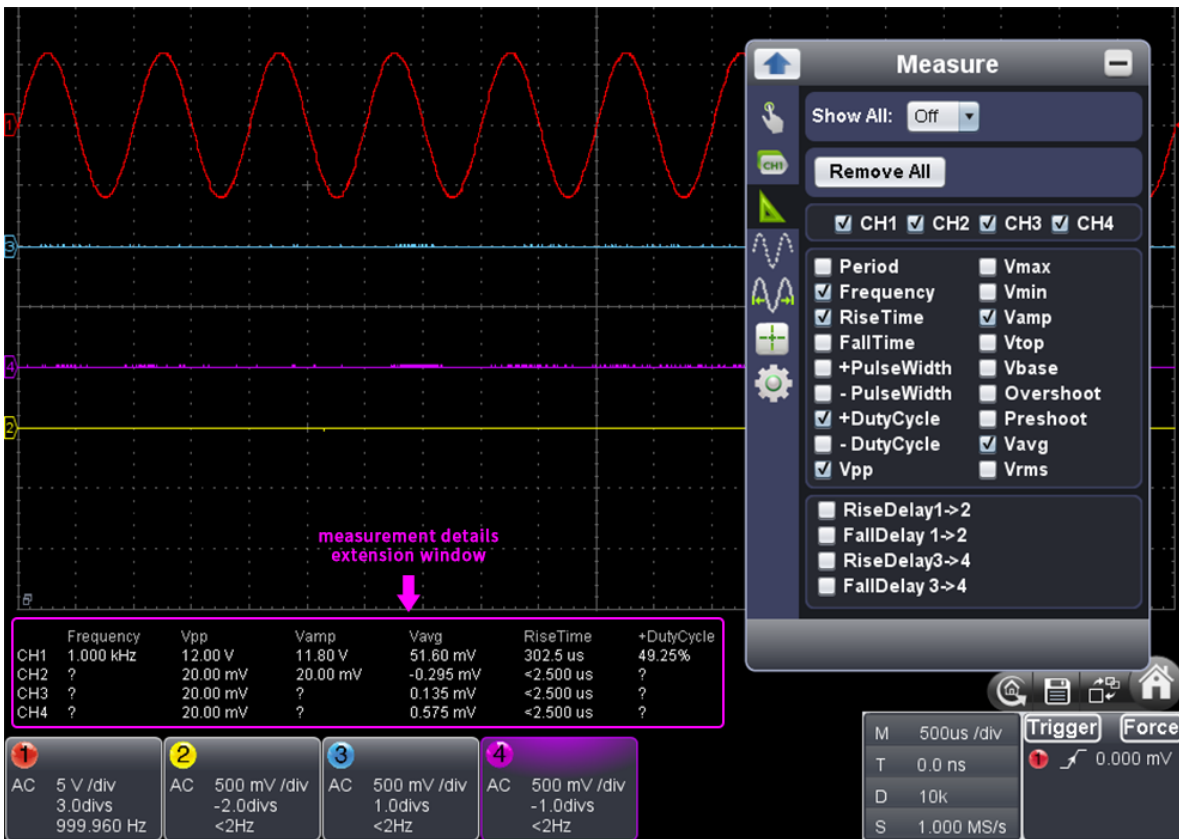 Measure
Show All: Off
Remove All
CH1
CH1 CH2 CH3 CH4
Period Vmax
Frequency Vmin
RiseTime Vamp
FallTime Vtop
+PulseWidth Vbase
- PulseWidth Overshoot
+DutyCycle Preshoot
- DutyCycle Vavg
Vpp Vrms
RiseDelay1->2
FallDelay 1->2
RiseDelay3->4
FallDelay 3->4
1
3
4
2
measurement details
extension window
Frequency Vpp Vamp Vavg RiseTime +DutyCycle
CH1 1.000 kHz 12.00 V 11.80 V 51.60 mV 302.5 us 49.25%
CH2 ? 20.00 mV 20.00 mV -0.295 mV <2.500 us ?
CH3 ? 20.00 mV ? 0.135 mV <2.500 us ?
CH4 ? 20.00 mV ? 0.575 mV <2.500 us ?
1
AC 5 V /div
3.0divs
999.960 Hz
2
AC 500 mV /div
-2.0divs
<2Hz
3
AC 500 mV /div
1.0divs
<2Hz
4
AC 500 mV /div
-1.0divs
<2Hz
M 500us /div
T 0.0 ns
D 10k
S 1.000 MS/s
Trigger Force
1 0.000 mV